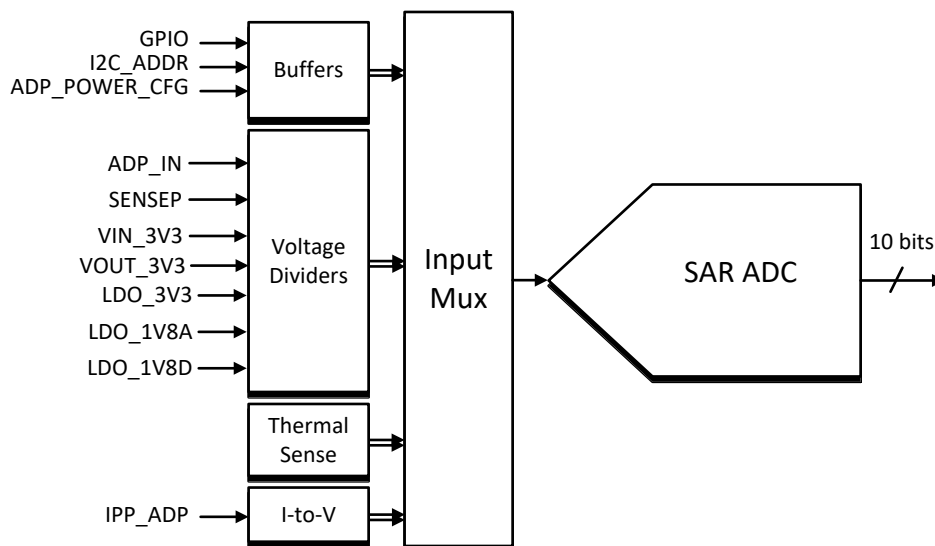 GPIO
I2C_ADDR
ADP_POWER_CFG
Buffers
ADP_IN
SENSEP
VIN_3V3
VOUT_3V3
LDO_3V3
LDO_1V8A
LDO_1V8D
Voltage
Dividers
Thermal
Sense
IPP_ADP
I-to-V
Input
Mux
SAR ADC
10 bits